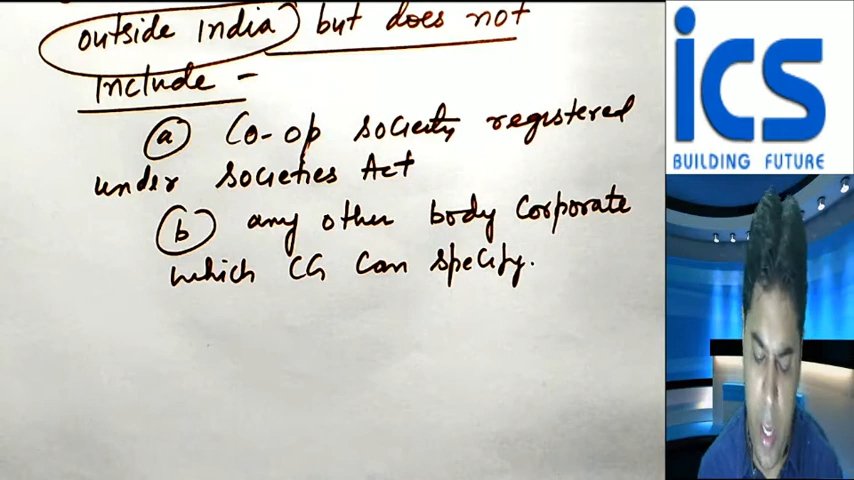 outside India but does not
include -
(a) Co-op society registered
under societies Act
(b) any other body corporate
which CG can specify.
ics
BUILDING FUTURE